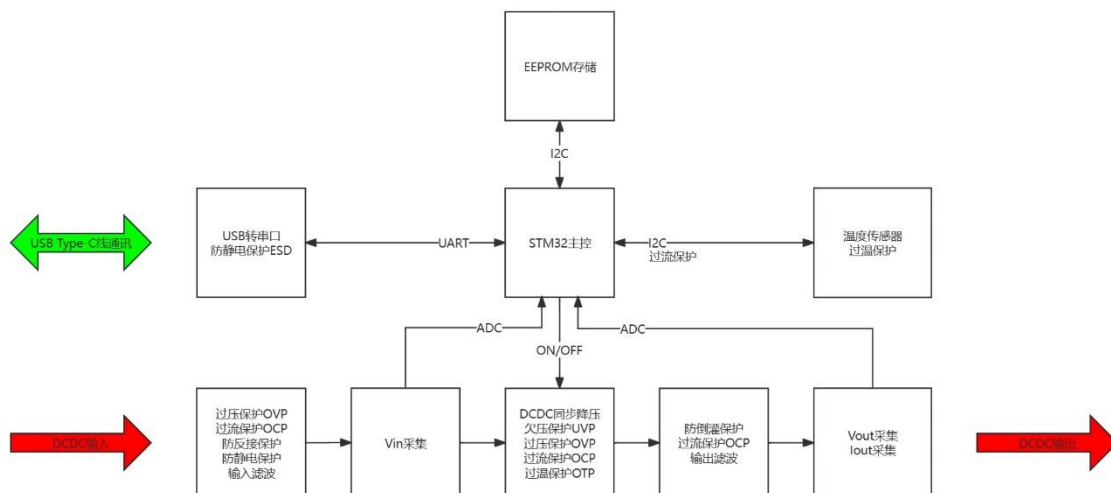 EEPROM存储
I2C
USB Type-C线通讯
USB转串口
防静电保护ESD
UART
STM32主控
I2C
过流保护
温度传感器
过温保护
ADC
ADC
ON/OFF
DCDC输入
过压保护OVP
过流保护OCP
防反接保护
防静电保护
输入滤波
Vin采集
DCDC同步降压
欠压保护UVP
过压保护OVP
过流保护OCP
过温保护OTP
防倒灌保护
过流保护OCP
输出滤波
Vout采集
Iout采集
DCDC输出